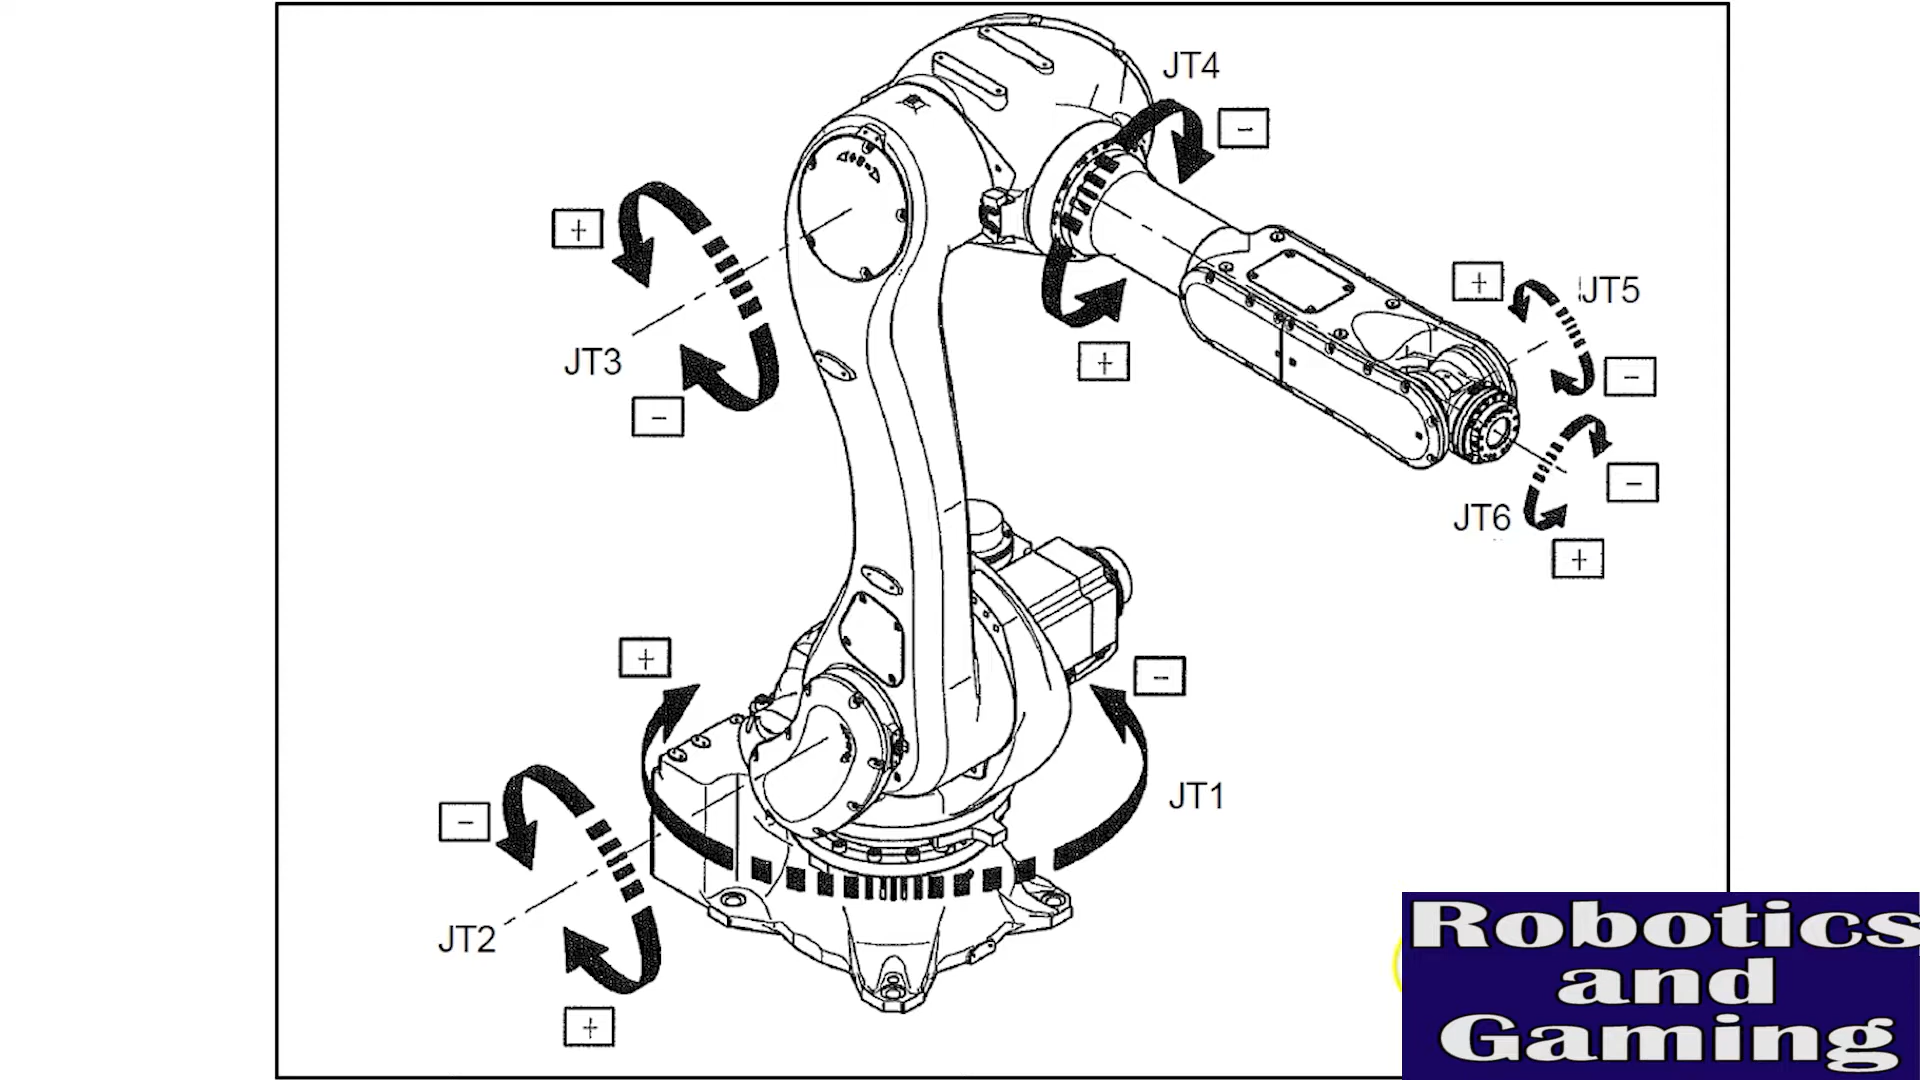 JT4
-
+
JT5
+
-
JT3
-
+
-
JT6
+
+
-
JT1
-
JT2
+
Robotics
and
Gaming